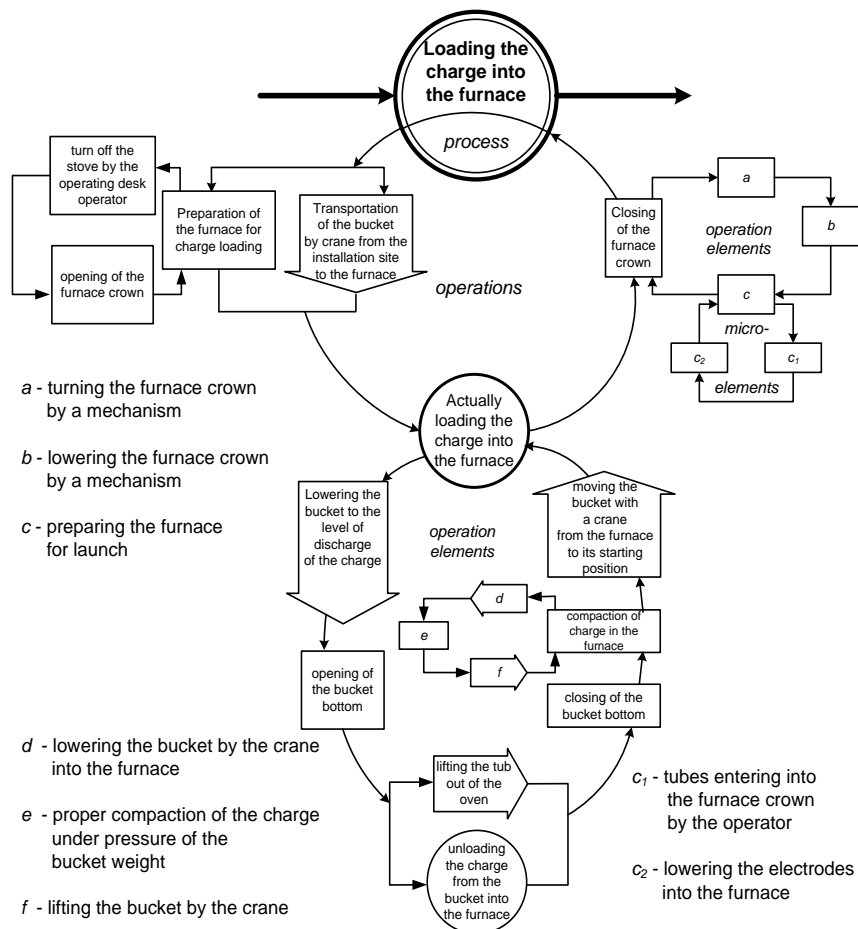 Loading the
charge into
the furnace
process
turn off the
stove by the
operating desk
operator
Preparation of
the furnace for
charge loading
opening of
the furnace crown
Transportation
of the bucket
by crane from the
installation site
to the furnace
operations
Closing
of the
furnace
crown
a
operation
elements
b
c
micro-
c2
c1
elements
a - turning the furnace crown
by a mechanism
b - lowering the furnace crown
by a mechanism
c - preparing the furnace
for launch
Actually
loading the
charge into
the furnace
Lowering the
bucket to the
level of
discharge
of the charge
operation
elements
moving the
bucket with
a crane
from the furnace
to its starting
position
d
e
f
compaction of
charge in the
furnace
opening of
the bucket
bottom
closing of the
bucket bottom
lifting the tub
out of the
oven
unloading
the charge
from the
bucket into
the furnace
d - lowering the bucket by the crane
into the furnace
e - proper compaction of the charge
under pressure of the
bucket weight
f - lifting the bucket by the crane
c1 - tubes entering into
the furnace crown
by the operator
c2 - lowering the electrodes
into the furnace